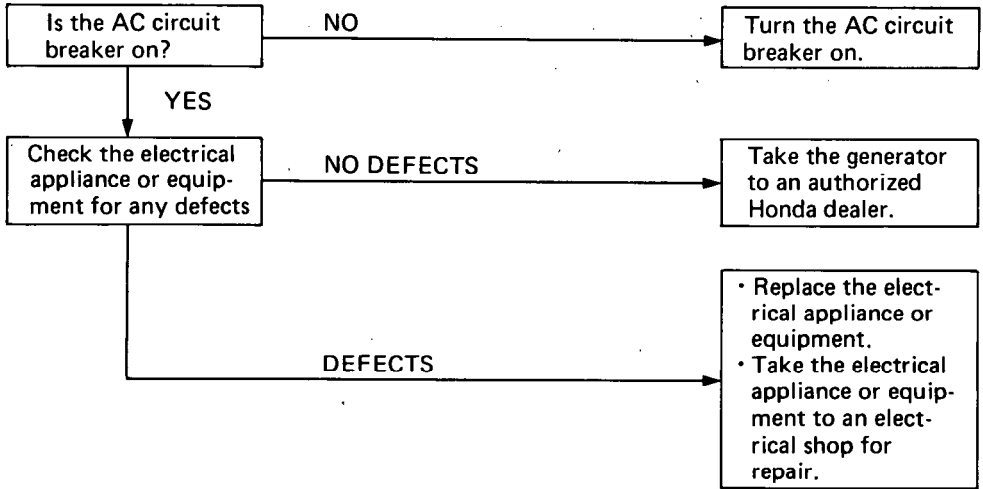 Is the AC circuit
breaker on?
NO
Turn the AC circuit
breaker on.
YES
Check the electrical
appliance or equip-
ment for any defects
NO DEFECTS
Take the generator
to an authorized
Honda dealer.
DEFECTS
· Replace the elect-
rical appliance or
equipment.
· Take the electrical
appliance or equip-
ment to an elect-
rical shop for
repair.